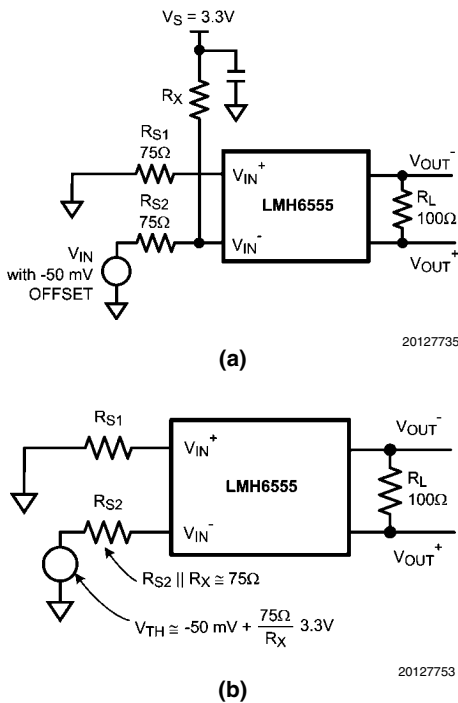 V_S = 3.3V
R_X
R_S1
75Ω
V_IN^+
V_OUT^-
LMH6555
R_S2
75Ω
R_L
100Ω
V_IN
with -50 mV
OFFSET
V_IN^-
V_OUT^+
20127735
(a)
R_S1
V_IN^+
V_OUT^-
LMH6555
R_L
100Ω
R_S2
V_IN^-
V_OUT^+
R_S2 || R_X ≅ 75Ω
V_TH ≅ -50 mV + 75Ω/R_X 3.3V
20127753
(b)